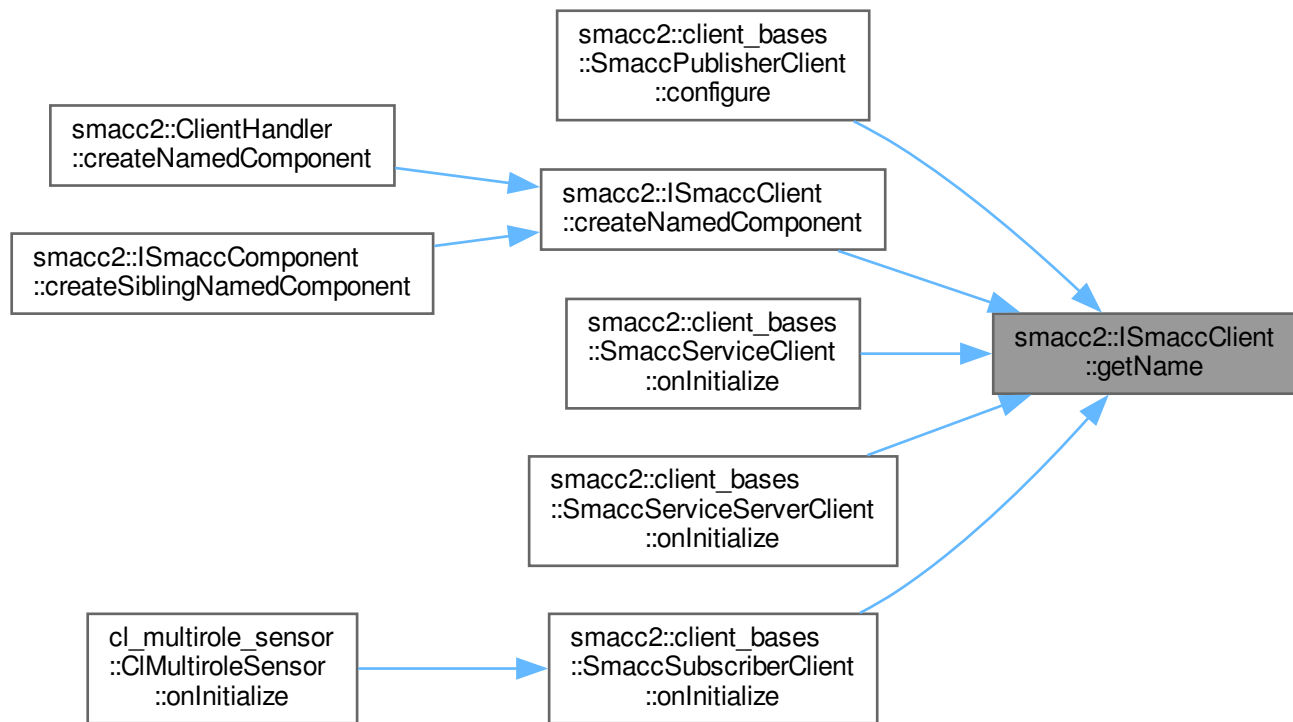 smacc2::client_bases
::SmaccPublisherClient
::configure
smacc2::ClientHandler
::createNamedComponent
smacc2::ISmaccClient
::createNamedComponent
smacc2::ISmaccComponent
::createSiblingNamedComponent
smacc2::client_bases
::SmaccServiceClient
::onInitialize
smacc2::ISmaccClient
::getName
smacc2::client_bases
::SmaccServiceServerClient
::onInitialize
cl_multirole_sensor
::ClMultiroleSensor
::onInitialize
smacc2::client_bases
::SmaccSubscriberClient
::onInitialize